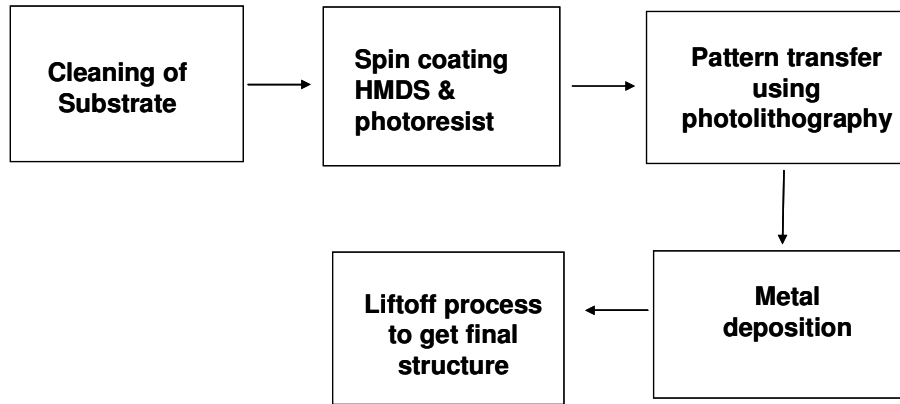 Cleaning of
Substrate
Spin coating
HMDS &
photoresist
Pattern transfer
using
photolithography
Metal
deposition
Liftoff process
to get final
structure